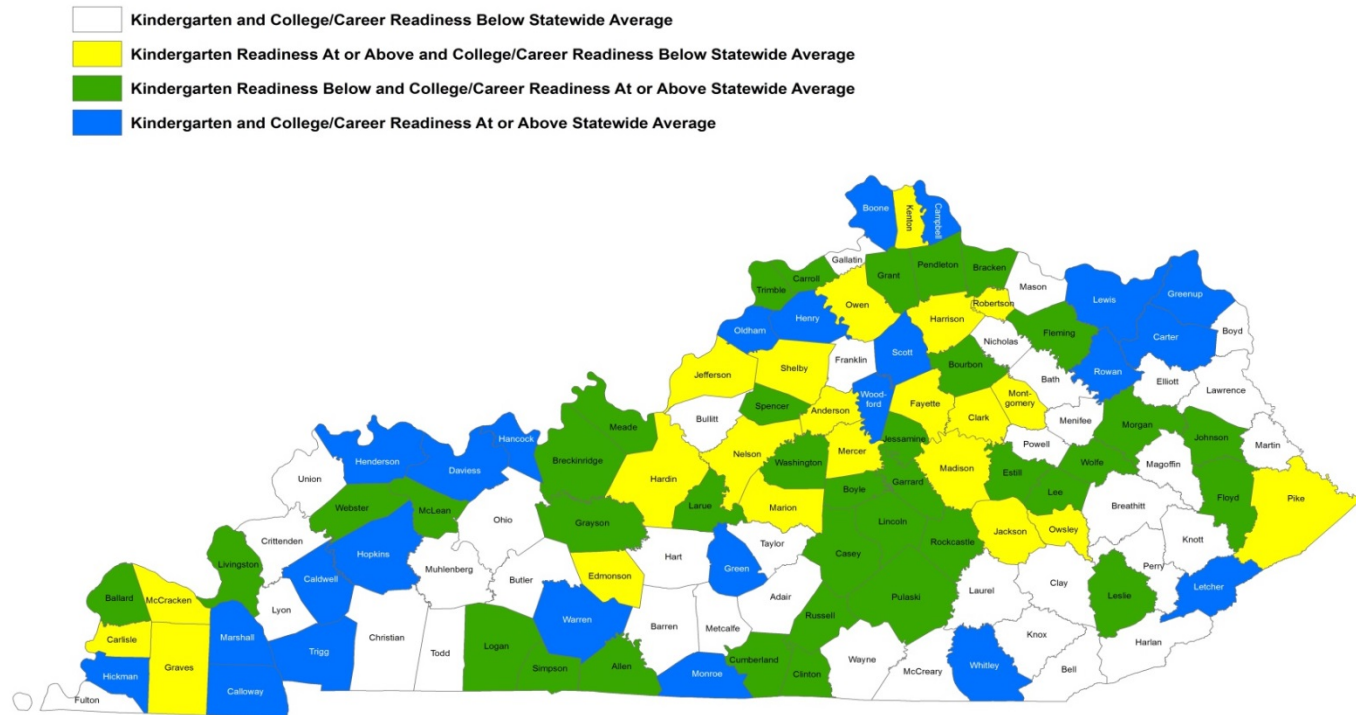 Kindergarten and College/Career Readiness Below Statewide Average
Kindergarten Readiness At or Above and College/Career Readiness Below Statewide Average
Kindergarten Readiness Below and College/Career Readiness At or Above Statewide Average
Kindergarten and College/Career Readiness At or Above Statewide Average
Boone
Kenton
Campbell
Gallatin
Carroll
Trimble
Grant
Pendleton
Bracken
Mason
Lewis
Greenup
Owen
Robertson
Harrison
Oldham
Henry
Fleming
Carter
Boyd
Nicholas
Scott
Franklin
Bourbon
Shelby
Jefferson
Rowan
Bath
Elliott
Lawrence
Wood-
ford
Fayette
Mont-
gomery
Spencer
Anderson
Clark
Menifee
Bullitt
Meade
Hancock
Morgan
Johnson
Martin
Jessamine
Powell
Mercer
Nelson
Washington
Madison
Wolfe
Magoffin
Breckinridge
Henderson
Daviess
Hardin
Estill
Lee
Floyd
Pike
Union
Boyle
Garrard
Webster
McLean
Larue
Marion
Breathitt
Ohio
Grayson
Lincoln
Jackson
Owsley
Knott
Crittenden
Hopkins
Taylor
Casey
Rockcastle
Hart
Perry
Livingston
Caldwell
Muhlenberg
Butler
Edmonson
Green
Clay
Letcher
Laurel
Leslie
Ballard
McCracken
Lyon
Adair
Pulaski
Russell
Warren
Barren
Metcalfe
Carlisle
Marshall
Knox
Harlan
Christian
Todd
Logan
Graves
Trigg
Cumberland
Wayne
Simpson
Allen
Monroe
Clinton
McCreary
Whitley
Bell
Hickman
Calloway
Fulton